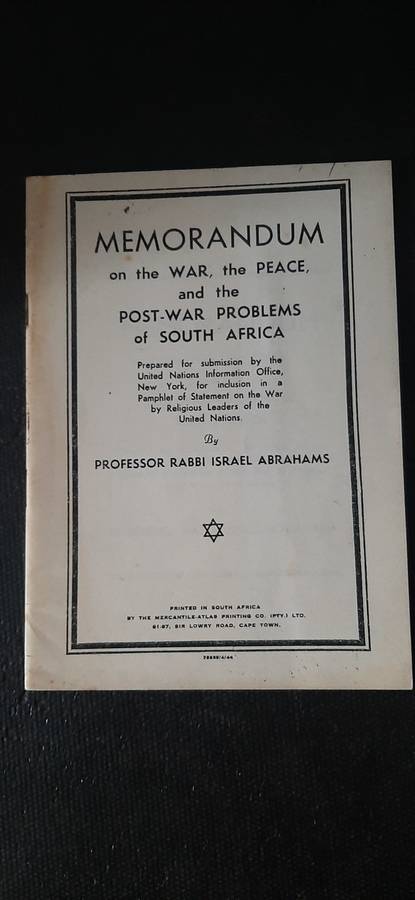 MEMORANDUM
on the WAR, the PEACE,
and the
POST-WAR PROBLEMS
of SOUTH AFRICA
Prepared for submission by the
United Nations Information Office,
New York, for inclusion in a
Pamphlet of Statement on the War
by Religious Leaders of the
United Nations.
By
PROFESSOR RABBI ISRAEL ABRAHAMS
PRINTED IN SOUTH AFRICA
BY THE MERCANTILE-ATLAS PRINTING CO. (PTY.) LTD.
61-67, SIR LOWRY ROAD, CAPE TOWN.